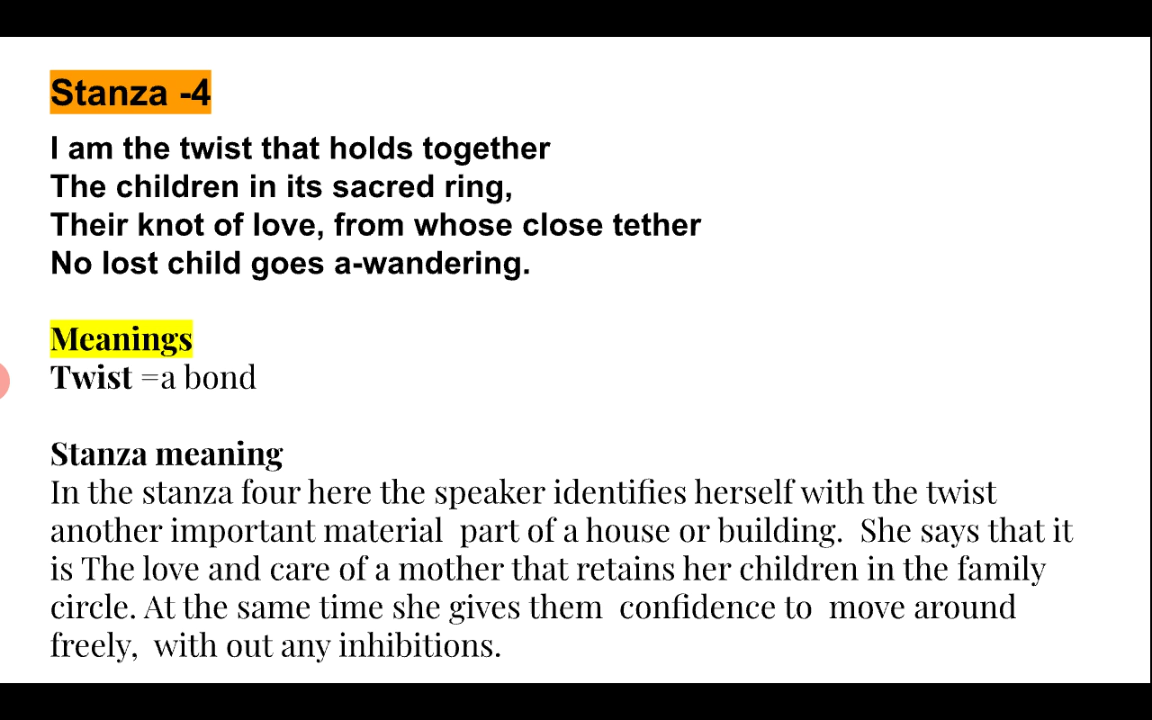 Stanza -4
I am the twist that holds together
The children in its sacred ring,
Their knot of love, from whose close tether
No lost child goes a-wandering.
Meanings
Twist =a bond
Stanza meaning
In the stanza four here the speaker identifies herself with the twist
another important material part of a house or building. She says that it
is The love and care of a mother that retains her children in the family
circle. At the same time she gives them confidence to move around
freely, with out any inhibitions.